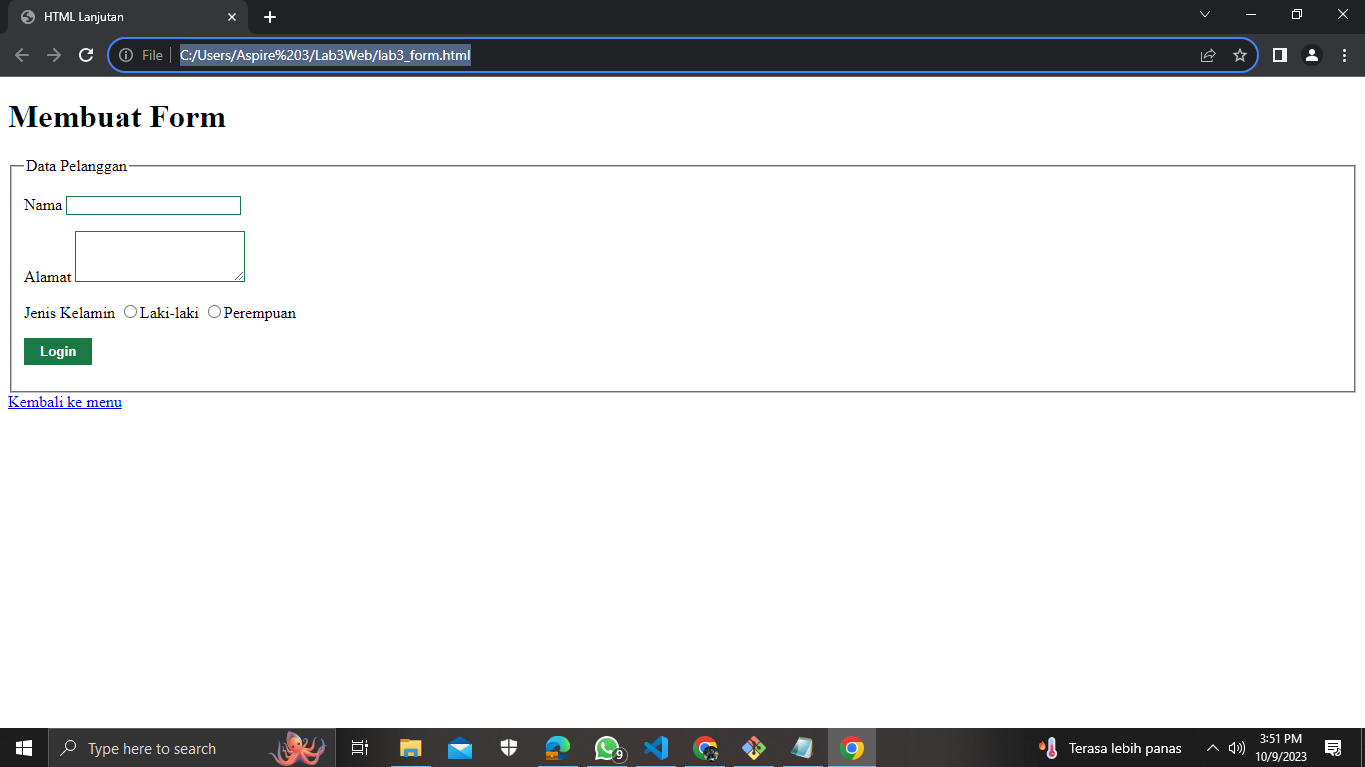 HTML Lanjutan
File C:/Users/Aspire%203/Lab3Web/lab3_form.html
Membuat Form
Data Pelanggan
Nama
Alamat
Jenis Kelamin Laki-laki Perempuan
Login
Kembali ke menu
Type here to search
9
Terasa lebih panas
3:51 PM
10/9/2023